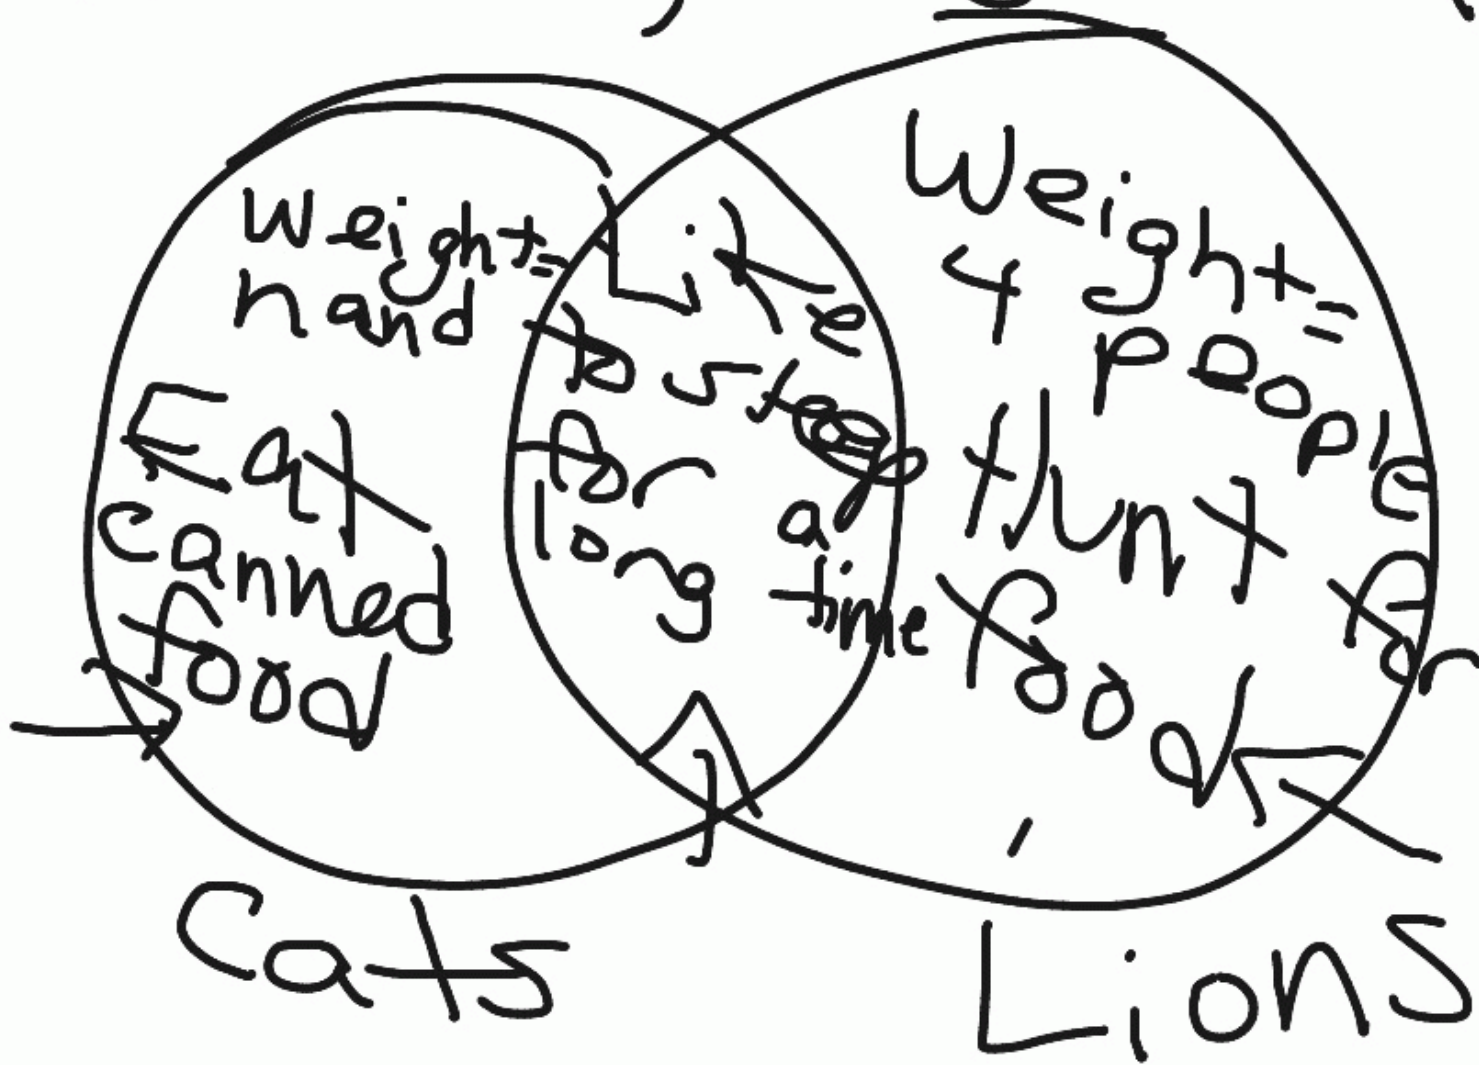 Weight=
hand
Eat
canned
food
Like
to sleep
for a
long time
Weight=
4 people
Hunt for
food
Cats
Lions